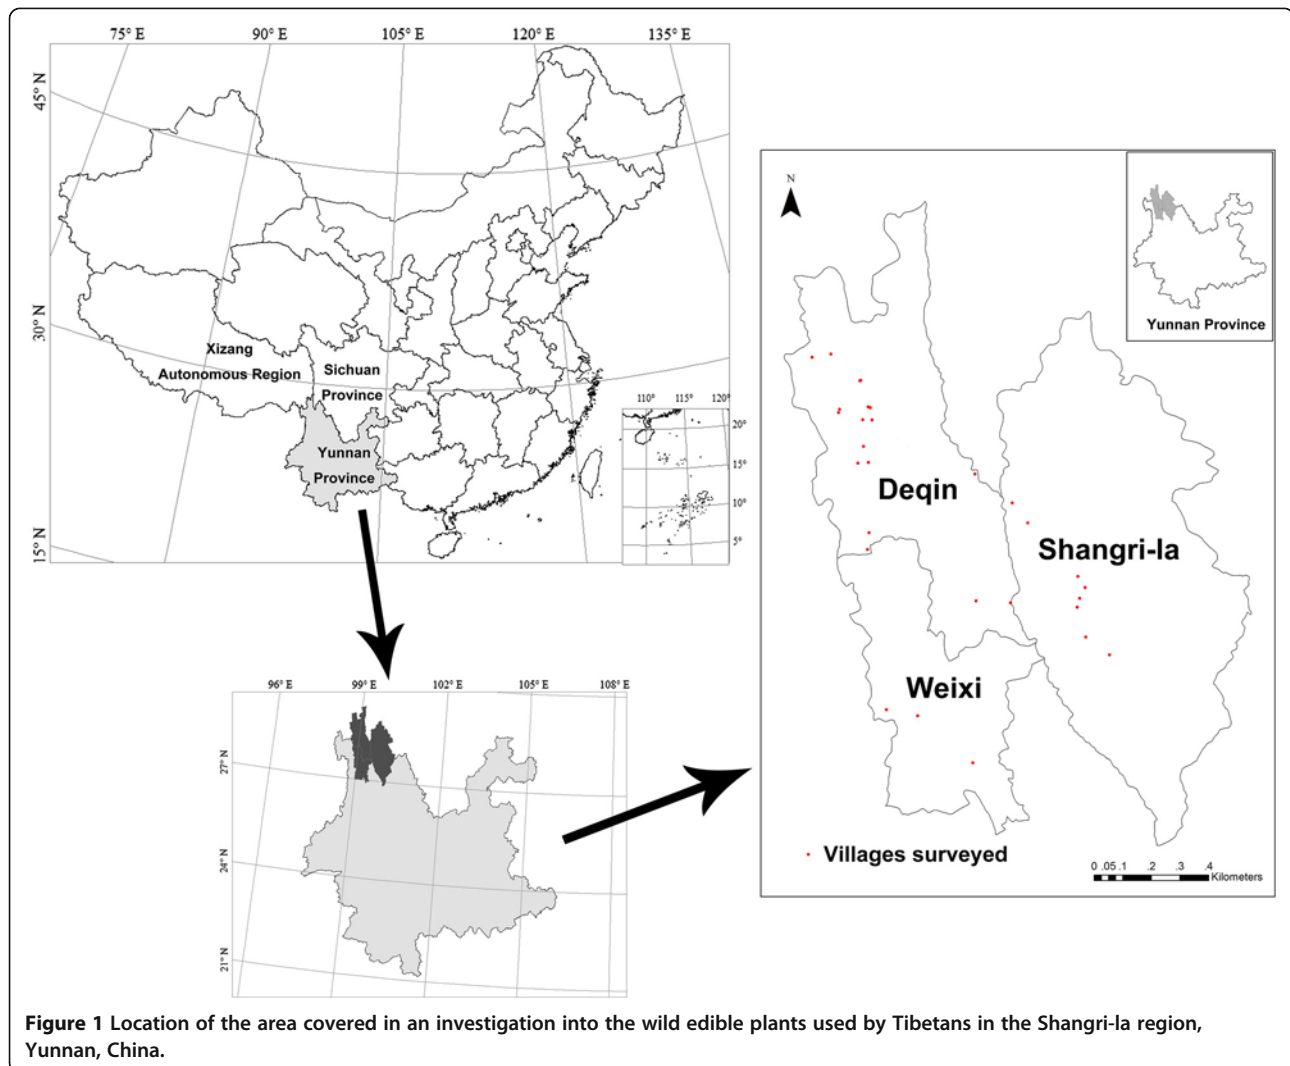 75° E 90° E 105° E 120° E 135° E
45° N
30° N
15° N
Xizang
Autonomous Region
Sichuan
Province
Yunnan
Province
110° 115° 120°
20°
15°
10°
5°
96° E 99° E 102° E 105° E 108° E
27° N
24° N
21° N
N
Yunnan Province
Deqin
Shangri-la
Weixi
Villages surveyed
0 .05 .1 .2 .3 .4
Kilometers
Figure 1 Location of the area covered in an investigation into the wild edible plants used by Tibetans in the Shangri-la region,
Yunnan, China.